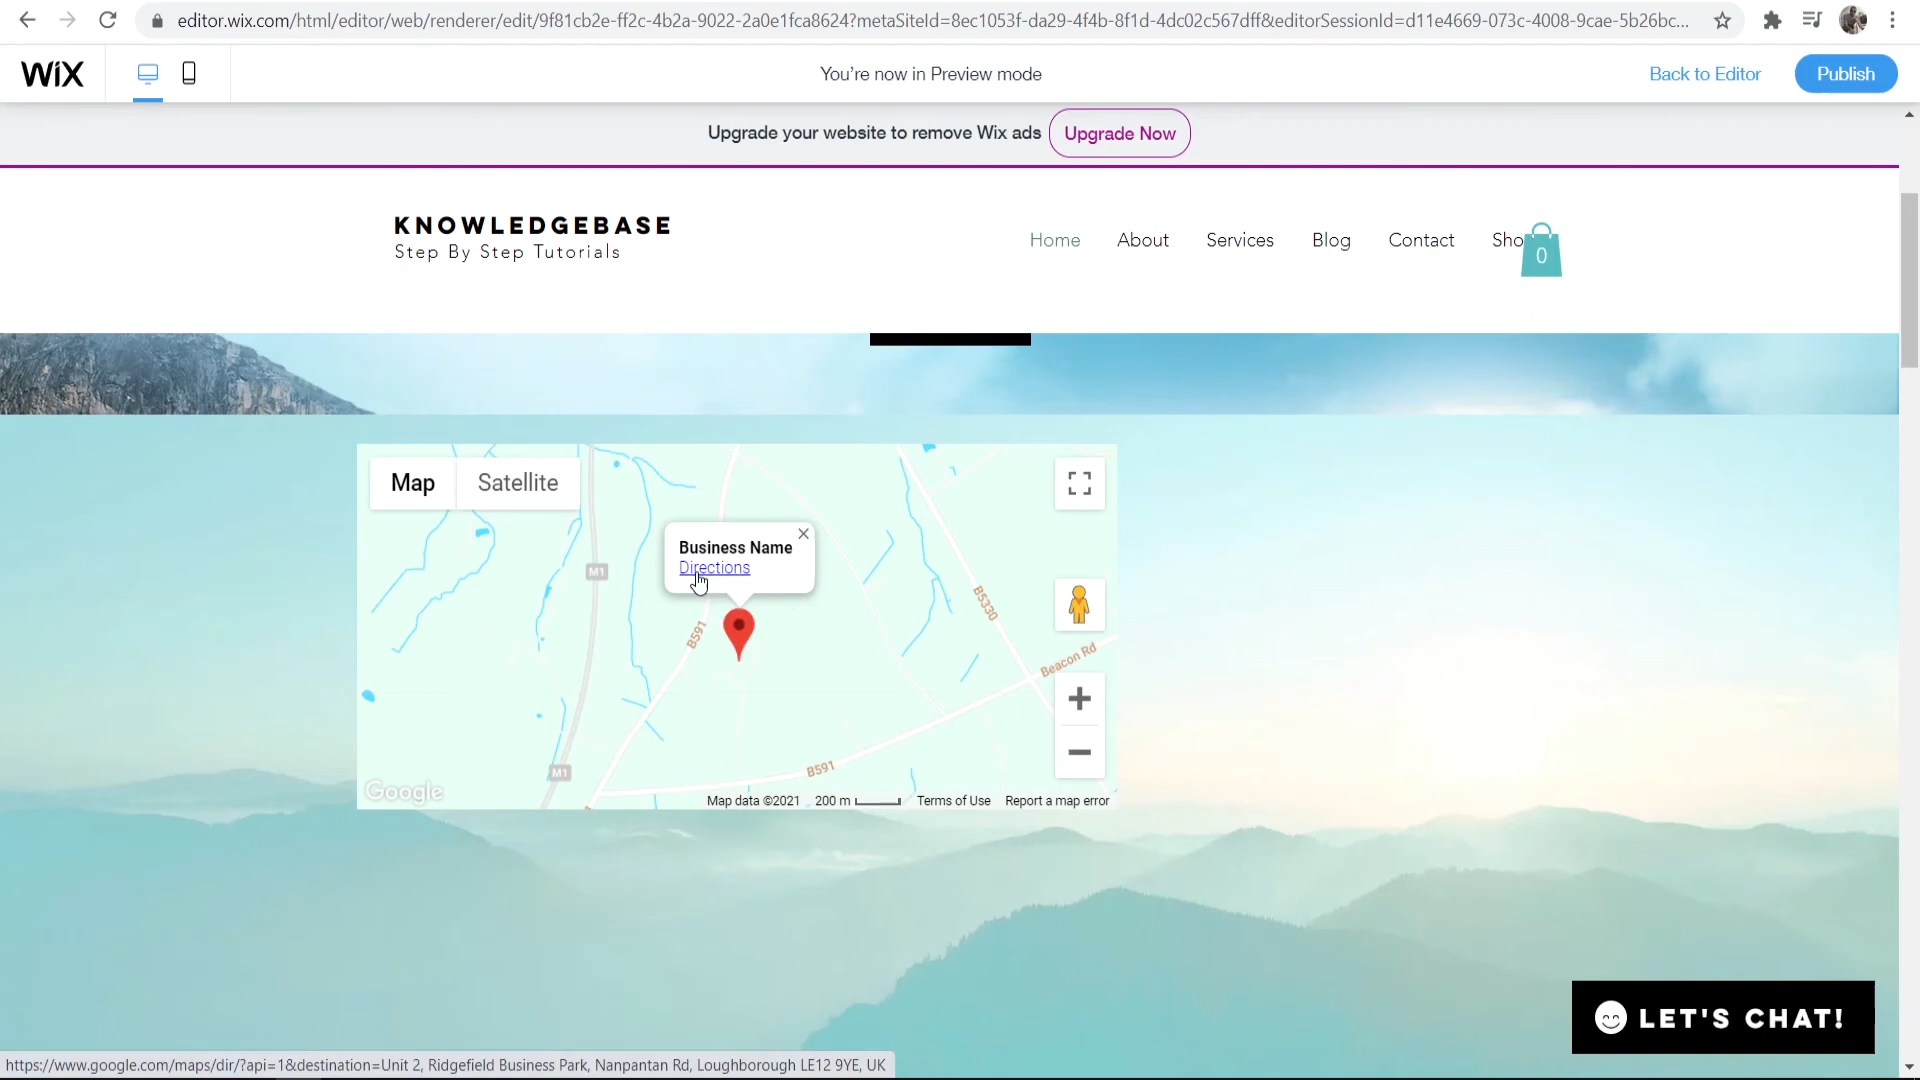 editor.wix.com/html/editor/web/renderer/edit/9f81cb2e-ff2c-4b2a-9022-2a0e1fca8624?metaSiteId=8ec1053f-da29-4f4b-8f1d-4dc02c567dff&editorSessionId=d11e4669-073c-4008-9cae-5b26bc...
WiX
You're now in Preview mode
Back to Editor
Publish
Upgrade your website to remove Wix ads
Upgrade Now
KNOWLEDGEBASE
Step By Step Tutorials
Home
About
Services
Blog
Contact
Sho
0
Map
Satellite
Business Name
Directions
M1
B5330
B591
Beacon Rd
B591
M1
Google
Map data ©2021
200 m
Terms of Use
Report a map error
LET'S CHAT!
https://www.google.com/maps/dir/?api=1&destination=Unit 2, Ridgefield Business Park, Nanpantan Rd, Loughborough LE12 9YE, UK